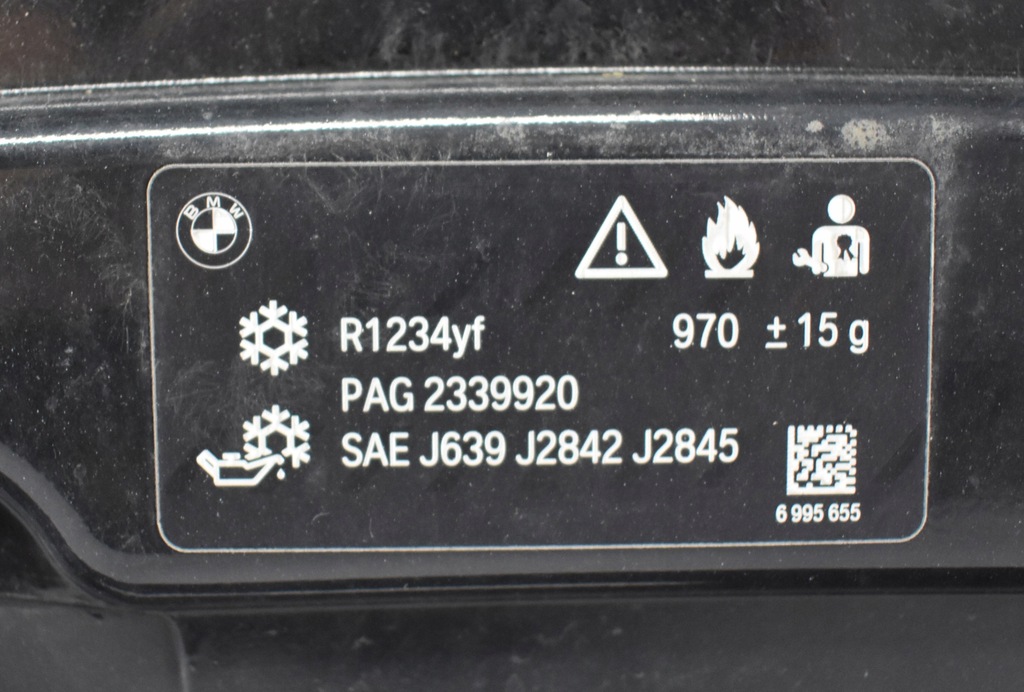 BMW
R1234yf 970 ±15 g
PAG 2339920
SAE J639 J2842 J2845
6 995 655